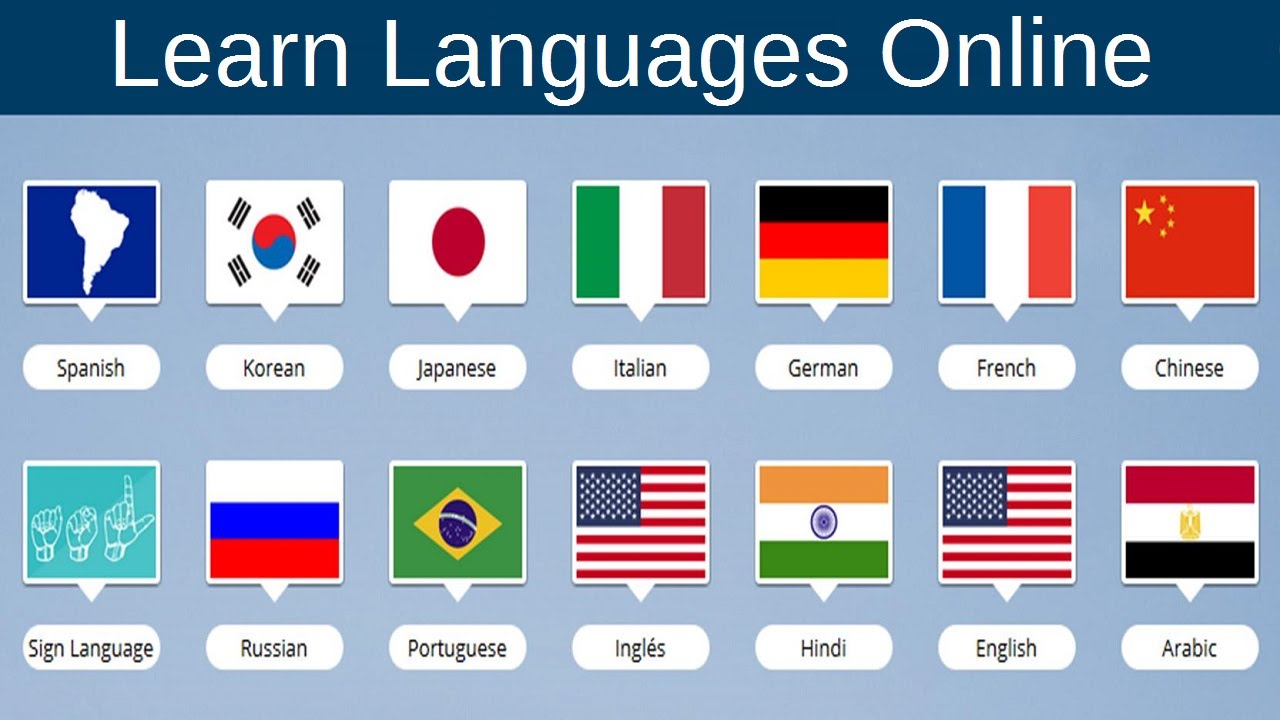 Learn Languages Online
Spanish
Korean
Japanese
Italian
German
French
Chinese
Sign Language
Russian
Portuguese
Inglés
Hindi
English
Arabic